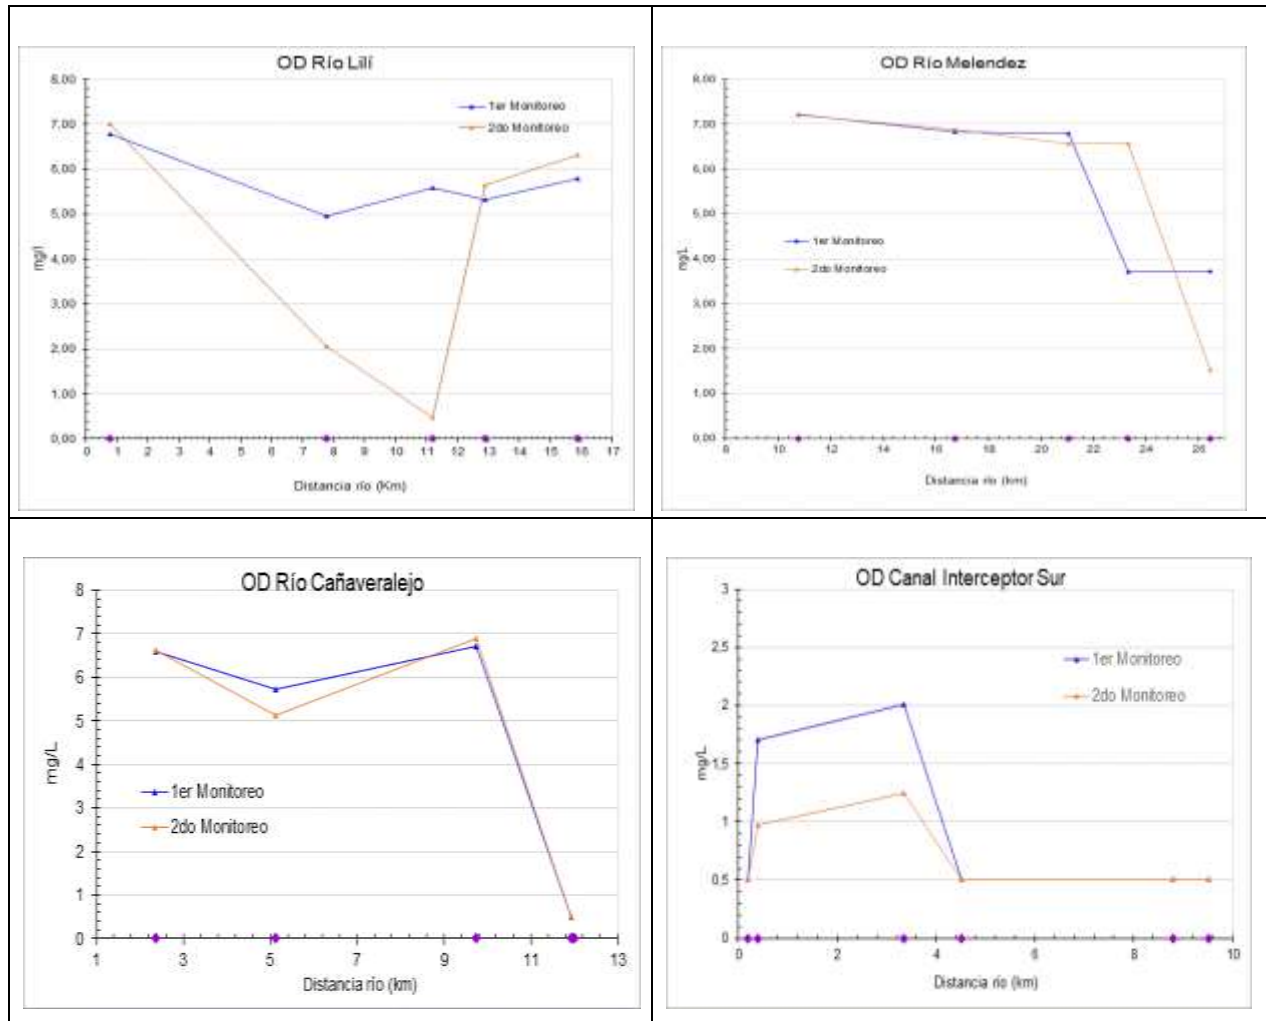 OD Río Lilí
8,00
7,00
6,00
5,00
4,00
3,00
2,00
1,00
0,00
mg/l
1er Monitoreo
2do Monitoreo
0 1 2 3 4 5 6 7 8 9 10 11 12 13 14 15 16 17
Distancia río (Km)
OD Río Melendez
8,00
7,00
6,00
5,00
4,00
3,00
2,00
1,00
0,00
mg/L
1er Monitoreo
2do Monitoreo
8 10 12 14 16 18 20 22 24 26
Distancia río (km)
OD Río Cañaveralejo
8
7
6
5
4
3
2
1
0
mg/L
1er Monitoreo
2do Monitoreo
1 3 5 7 9 11 13
Distancia río (km)
OD Canal Interceptor Sur
3
2,5
2
1,5
1
0,5
0
mg/L
1er Monitoreo
2do Monitoreo
0 2 4 6 8 10
Distancia río (km)